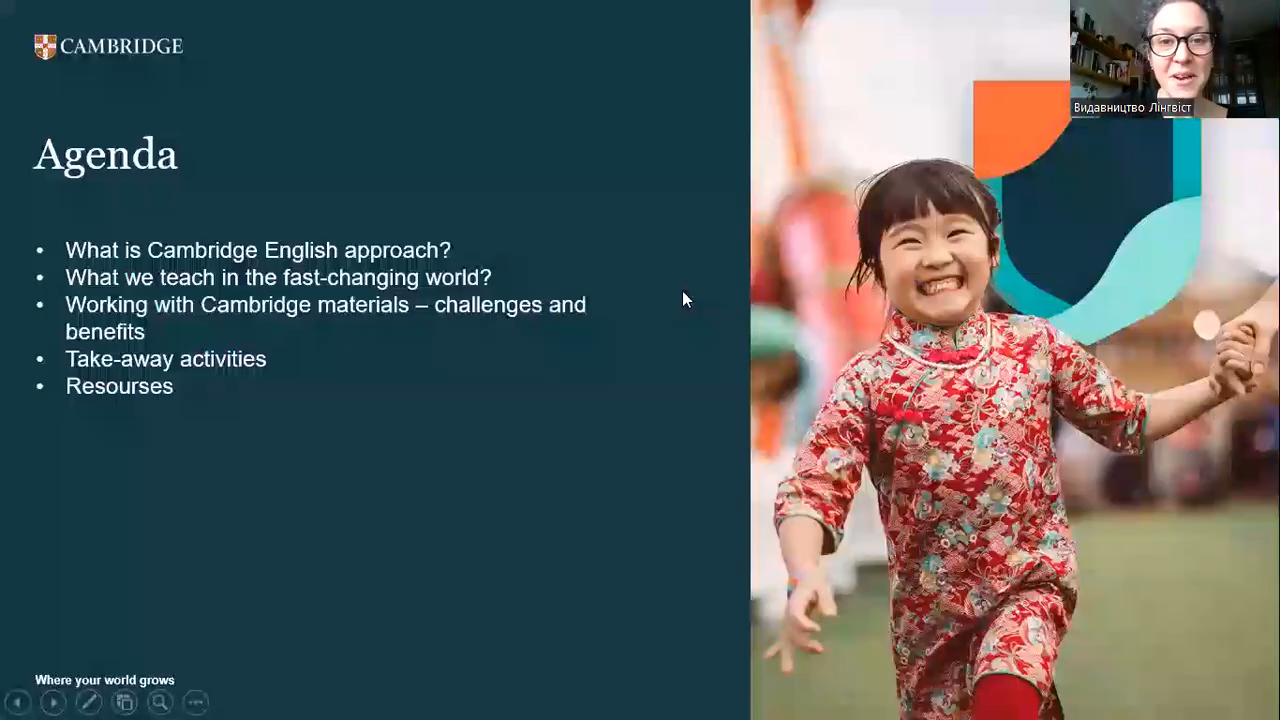 CAMBRIDGE
Видавництво Лінгвіст
Agenda
• What is Cambridge English approach?
• What we teach in the fast-changing world?
• Working with Cambridge materials – challenges and
benefits
• Take-away activities
• Resourses
Where your world grows